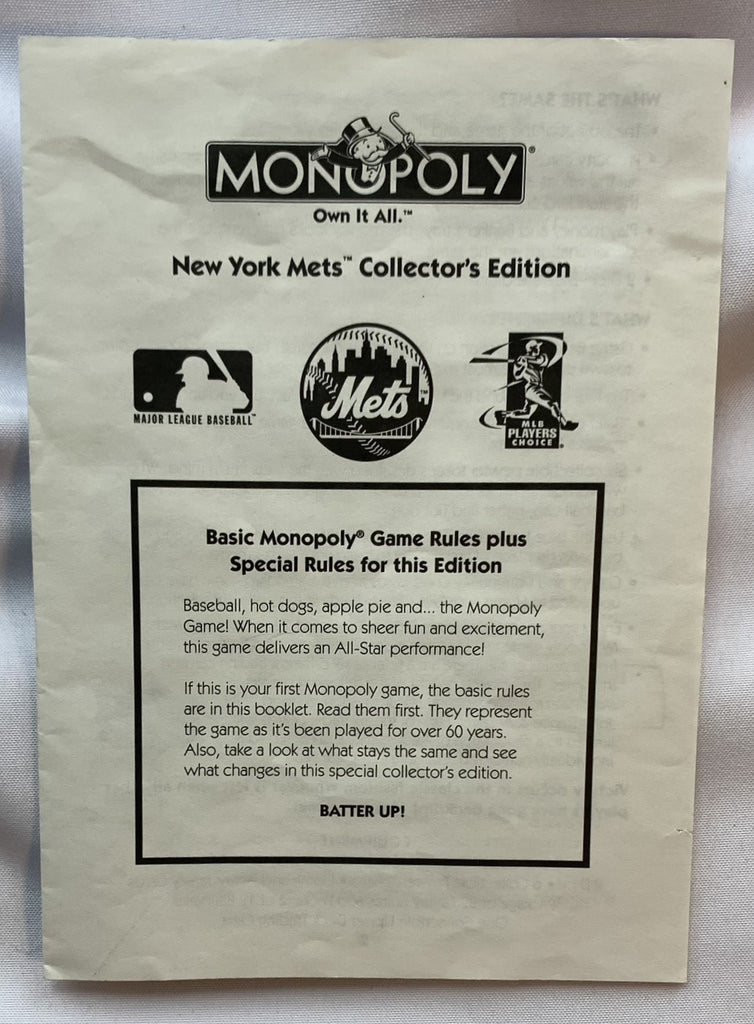 MONOPOLY®
Own It All.™
New York Mets™ Collector's Edition
MAJOR LEAGUE BASEBALL™
Mets™
MLB
PLAYERS
CHOICE®
Basic Monopoly® Game Rules plus
Special Rules for this Edition
Baseball, hot dogs, apple pie and... the Monopoly
Game! When it comes to sheer fun and excitement,
this game delivers an All-Star performance!
If this is your first Monopoly game, the basic rules
are in this booklet. Read them first. They represent
the game as it's been played for over 60 years.
Also, take a look at what stays the same and see
what changes in this special collector's edition.
BATTER UP!